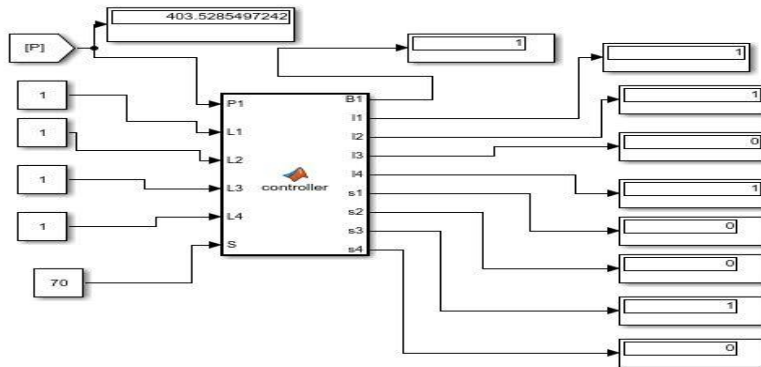 403.5285497242
[P]
1
1
1
1
70
P1
L1
L2
L3
L4
S
controller
B1
l1
l2
l3
l4
s1
s2
s3
s4
1
1
1
0
1
0
0
1
0